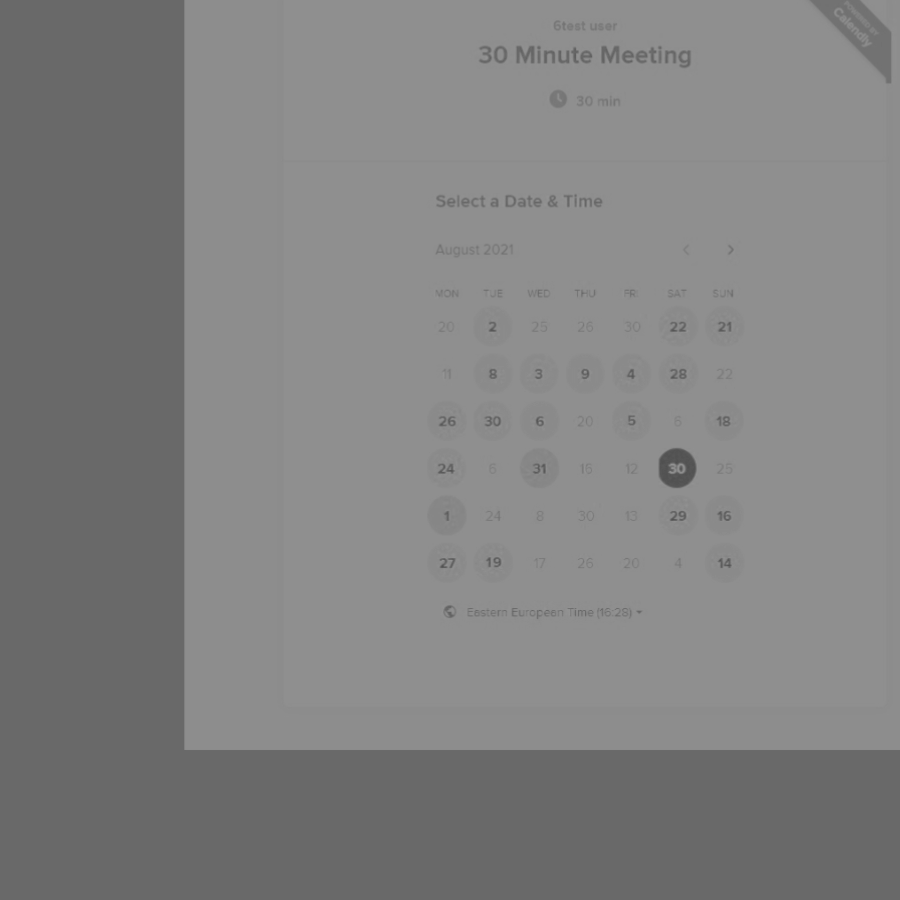 POWERED BY
Calendly
6test user
30 Minute Meeting
30 min
Select a Date & Time
August 2021
MON TUE WED THU FRI SAT SUN
20 2 25 26 30 22 21
11 8 3 9 4 28 22
26 30 6 20 5 6 18
24 6 31 16 12 30 25
1 24 8 30 13 29 16
27 19 17 26 20 4 14
Eastern European Time (16:28)